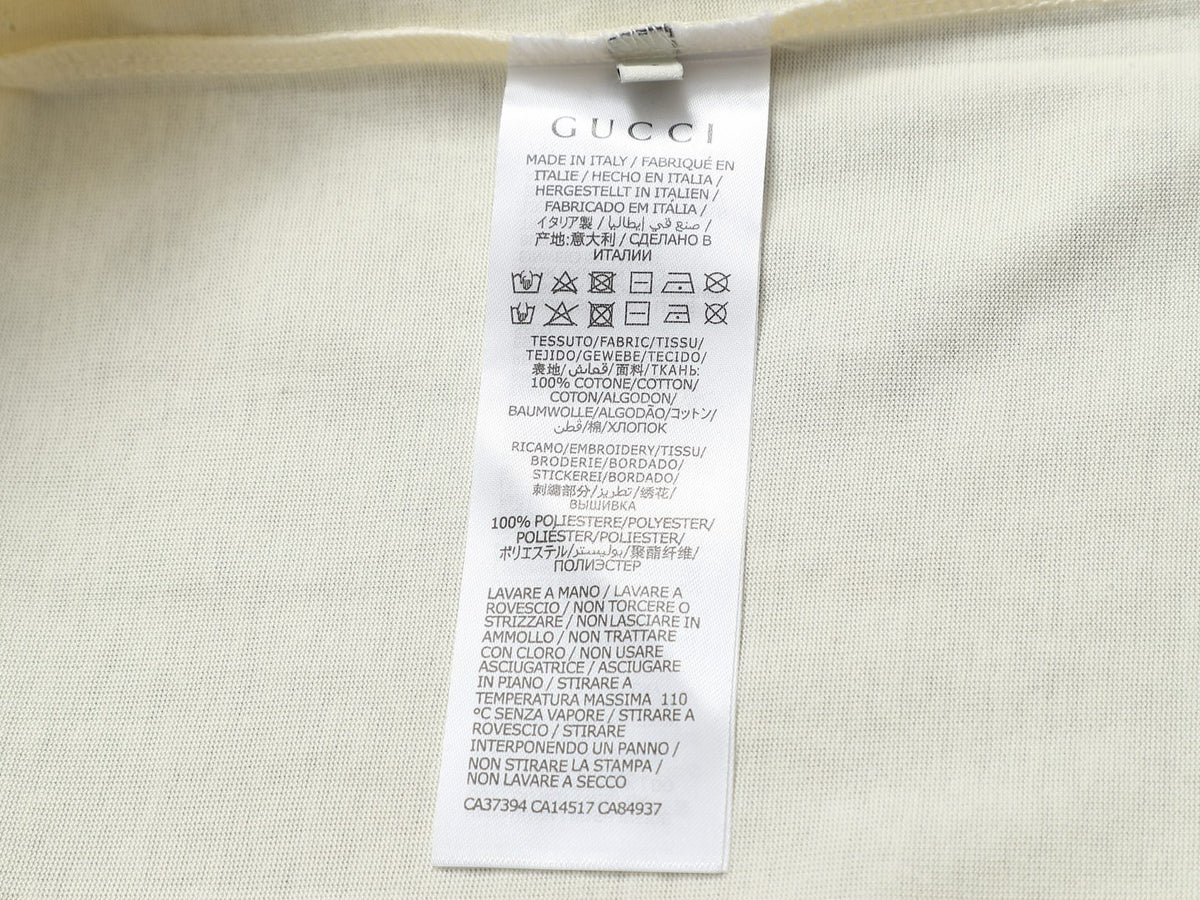 GUCCI
MADE IN ITALY / FABRIQUÉ EN
ITALIE / HECHO EN ITALIA /
HERGESTELLT IN ITALIEN /
FABRICADO EM ITÁLIA /
イタリア製 / صنع في إيطاليا /
产地:意大利 / СДЕЛАНО В
ИТАЛИИ
TESSUTO/FABRIC/TISSU/
TEJIDO/GEWEBE/TECIDO/
表地/قماش/面料/ТКАНЬ:
100% COTONE/COTTON/
COTON/ALGODON/
BAUMWOLLE/ALGODÃO/コットン/
قطن/棉/ХЛОПОК
RICAMO/EMBROIDERY/TISSU/
BRODERIE/BORDADO/
STICKEREI/BORDADO/
刺繍部分/تطريز/绣花/
ВЫШИВКА
100% POLIESTERE/POLYESTER/
POLIÉSTER/POLIESTER/
ポリエステル/بوليستر/聚酯纤维/
ПОЛИЭСТЕР
LAVARE A MANO / LAVARE A
ROVESCIO / NON TORCERE O
STRIZZARE / NON LASCIARE IN
AMMOLLO / NON TRATTARE
CON CLORO / NON USARE
ASCIUGATRICE / ASCIUGARE
IN PIANO / STIRARE A
TEMPERATURA MASSIMA 110
°C SENZA VAPORE / STIRARE A
ROVESCIO / STIRARE
INTERPONENDO UN PANNO /
NON STIRARE LA STAMPA /
NON LAVARE A SECCO
CA37394 CA14517 CA84937